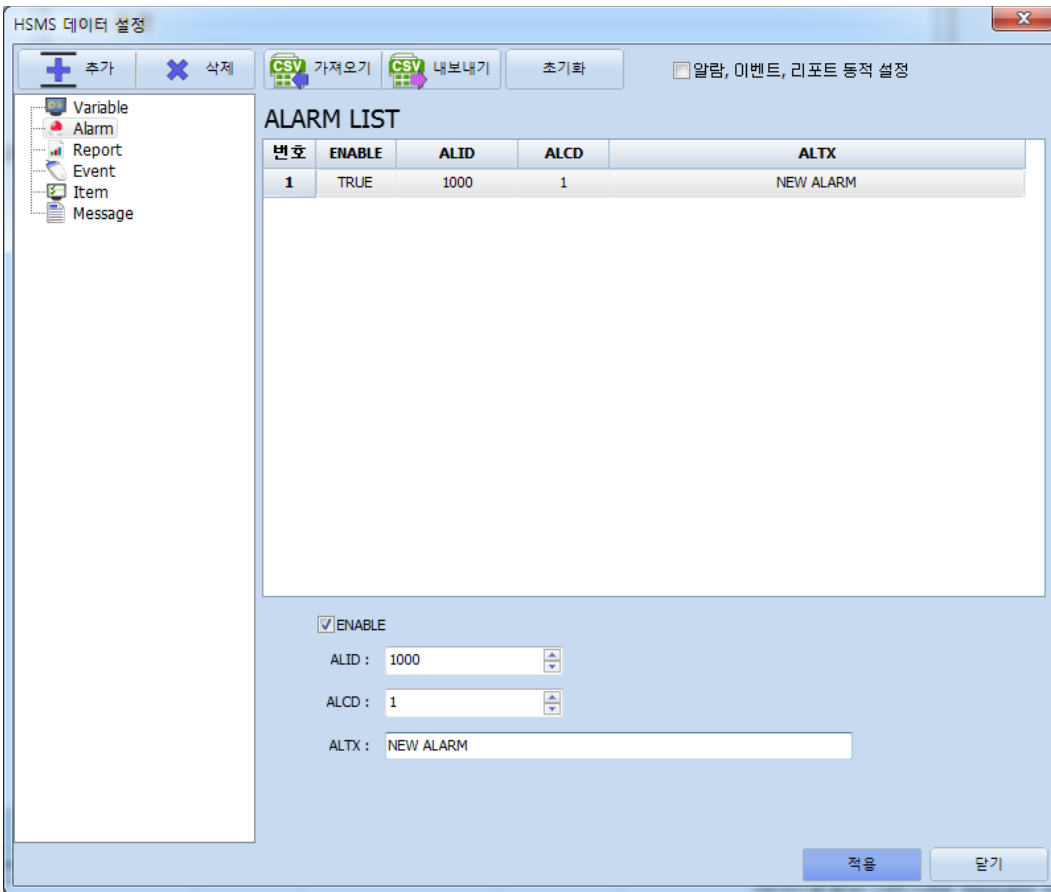 HSMS 데이터 설정
추가 삭제 CSV 가져오기 CSV 내보내기 초기화 알람, 이벤트, 리포트 동적 설정
Variable
Alarm
Report
Event
Item
Message
ALARM LIST
번호 ENABLE ALID ALCD ALTX
1 TRUE 1000 1 NEW ALARM
ENABLE
ALID : 1000
ALCD : 1
ALTX : NEW ALARM
적용 닫기